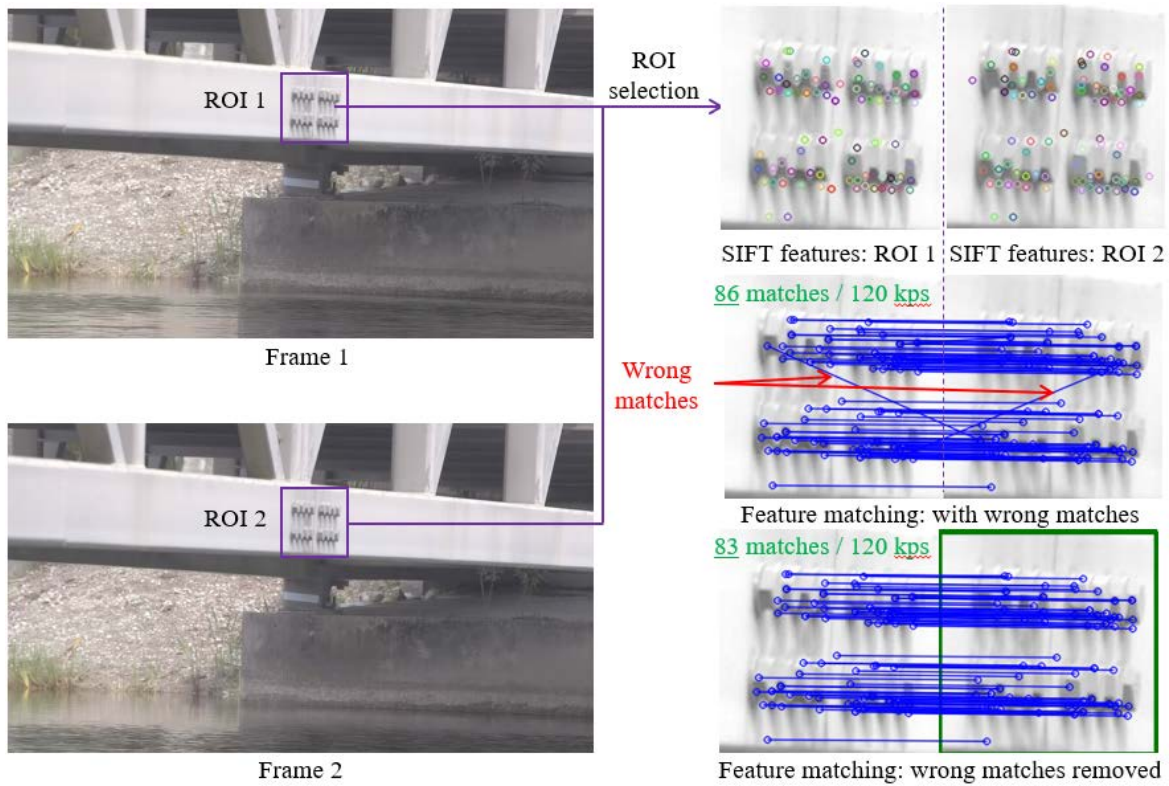 ROI 1
Frame 1
ROI 2
Frame 2
ROI
selection
SIFT features: ROI 1
SIFT features: ROI 2
86 matches / 120 kps
Wrong
matches
Feature matching: with wrong matches
83 matches / 120 kps
Feature matching: wrong matches removed